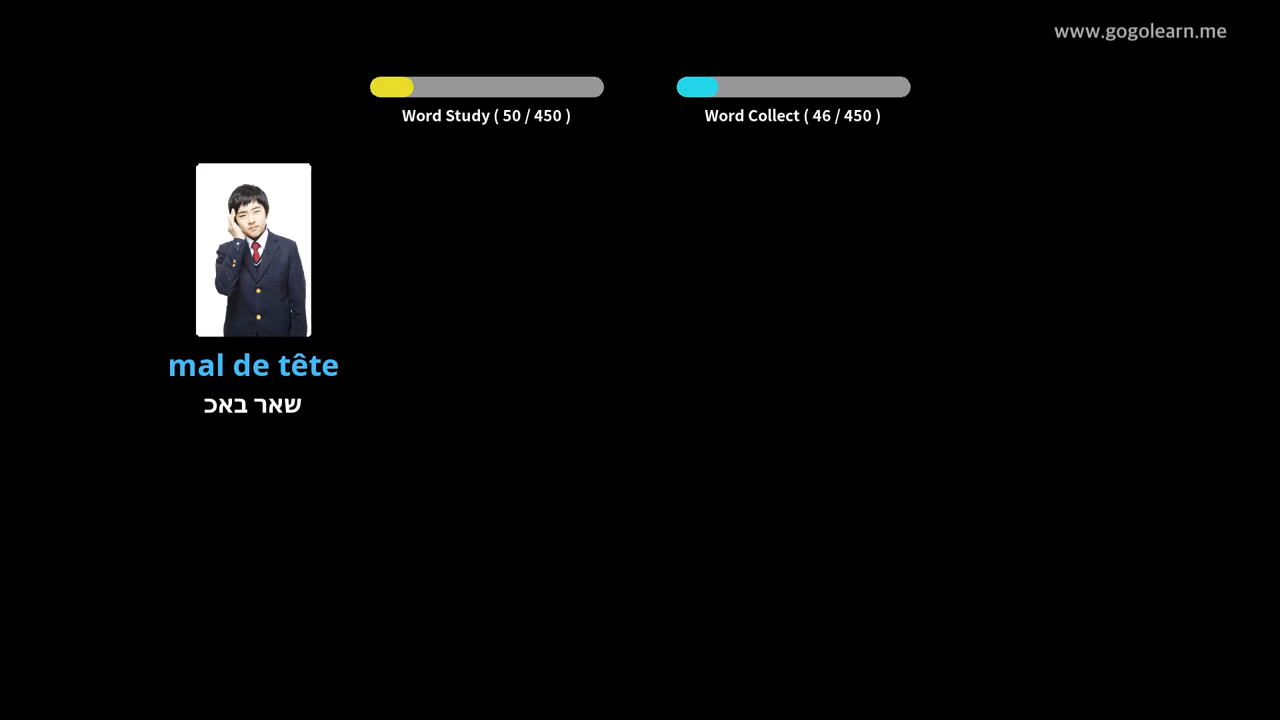 www.gogolearn.me
Word Study ( 50 / 450 )
Word Collect ( 46 / 450 )
mal de tête
שאר באכ